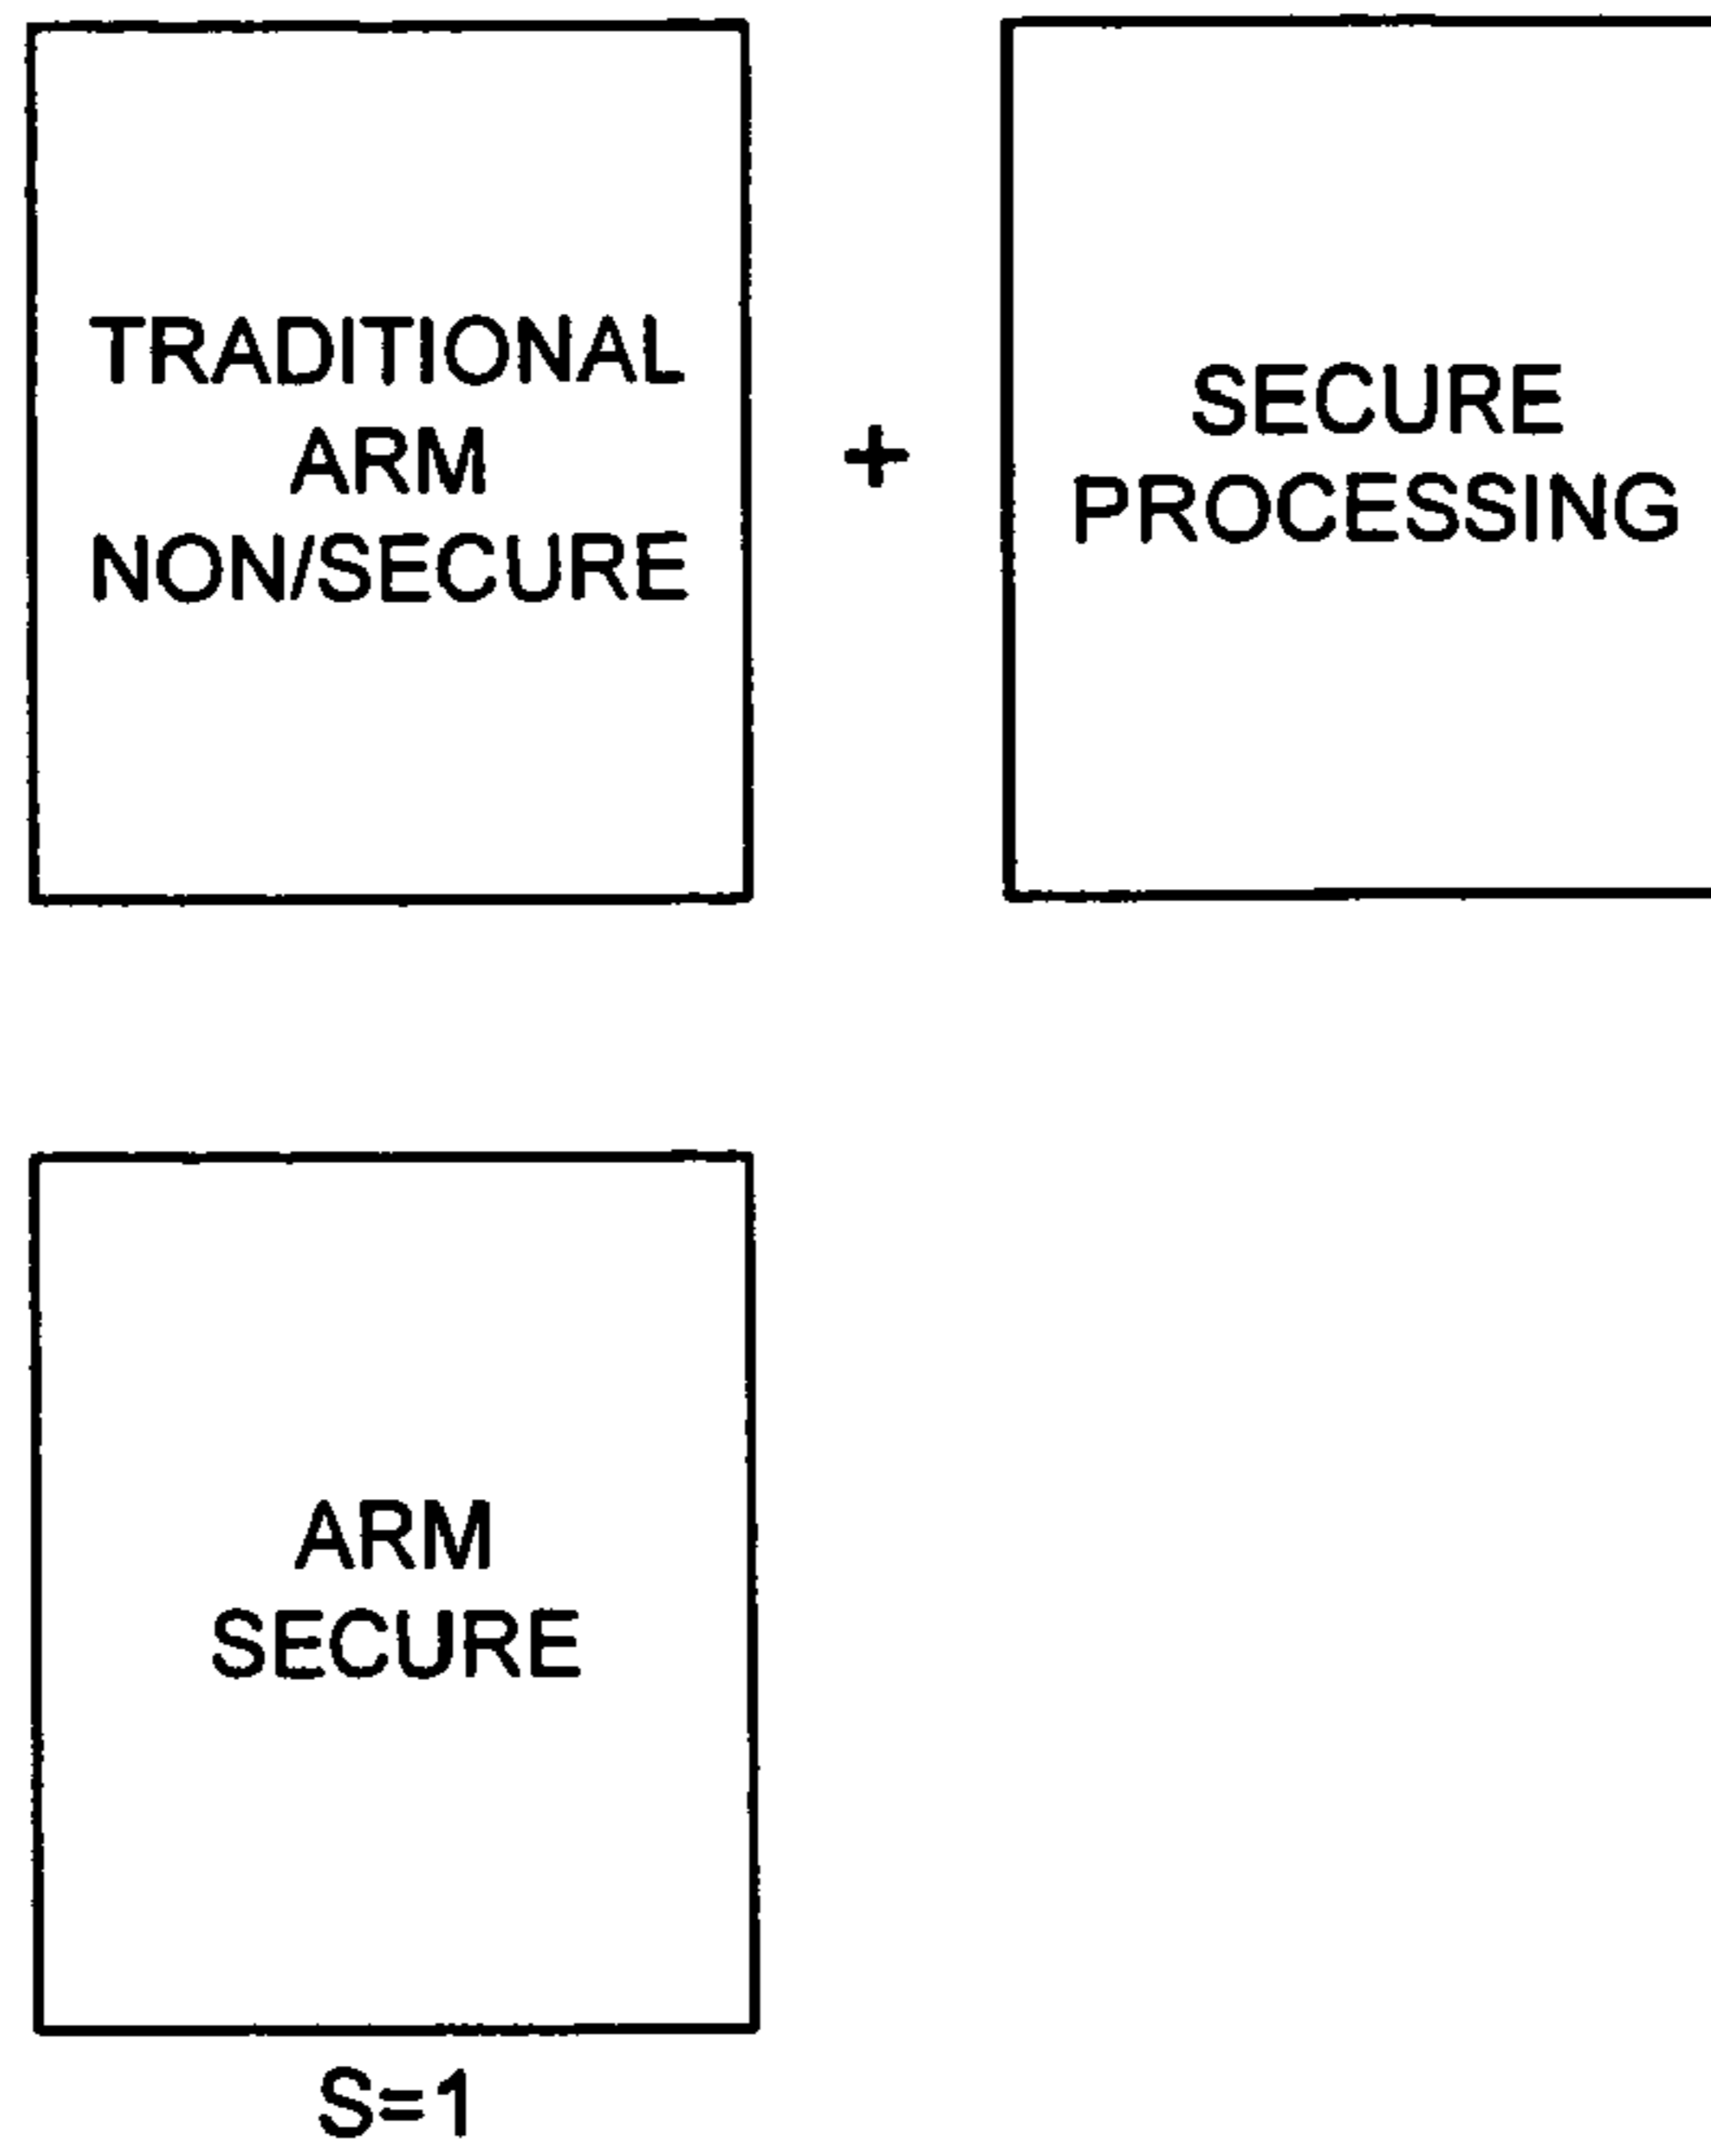 TRADITIONAL
ARM
NON/SECURE
+
SECURE
PROCESSING
ARM
SECURE
S=1